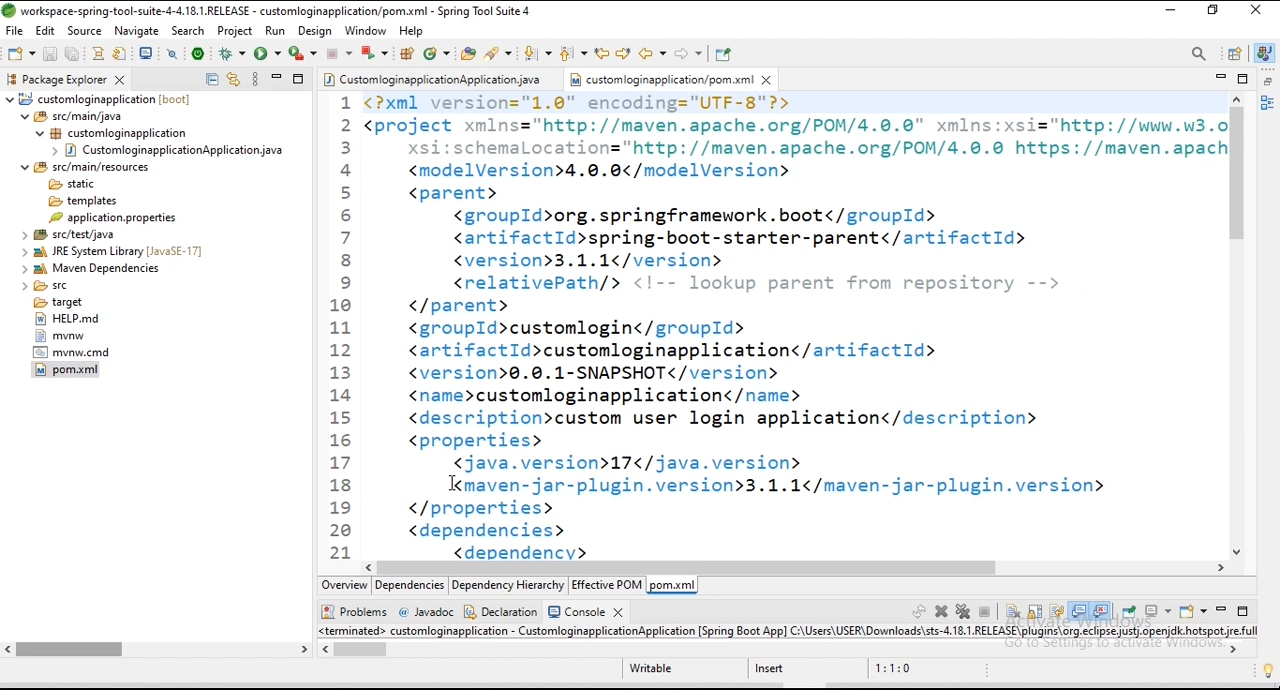 workspace-spring-tool-suite-4-4.18.1.RELEASE - customloginapplication/pom.xml - Spring Tool Suite 4
File Edit Source Navigate Search Project Run Design Window Help
Package Explorer
customloginapplication [boot]
src/main/java
customloginapplication
CustomloginapplicationApplication.java
src/main/resources
static
templates
application.properties
src/test/java
JRE System Library [JavaSE-17]
Maven Dependencies
src
target
HELP.md
mvnw
mvnw.cmd
pom.xml
CustomloginapplicationApplication.java customloginapplication/pom.xml
1 <?xml version="1.0" encoding="UTF-8"?>
2 <project xmlns="http://maven.apache.org/POM/4.0.0" xmlns:xsi="http://www.w3.o
3 xsi:schemaLocation="http://maven.apache.org/POM/4.0.0 https://maven.apach
4 <modelVersion>4.0.0</modelVersion>
5 <parent>
6 <groupId>org.springframework.boot</groupId>
7 <artifactId>spring-boot-starter-parent</artifactId>
8 <version>3.1.1</version>
9 <relativePath/> <!-- lookup parent from repository -->
10 </parent>
11 <groupId>customlogin</groupId>
12 <artifactId>customloginapplication</artifactId>
13 <version>0.0.1-SNAPSHOT</version>
14 <name>customloginapplication</name>
15 <description>custom user login application</description>
16 <properties>
17 <java.version>17</java.version>
18 <maven-jar-plugin.version>3.1.1</maven-jar-plugin.version>
19 </properties>
20 <dependencies>
21 <dependency>
Overview Dependencies Dependency Hierarchy Effective POM pom.xml
Problems Javadoc Declaration Console
<terminated> customloginapplication - CustomloginapplicationApplication [Spring Boot App] C:\Users\USER\Downloads\sts-4.18.1.RELEASE\plugins\org.eclipse.justj.openjdk.hotspot.jre.full
Activate Windows
Go to Settings to activate Windows.
Writable Insert 1:1:0